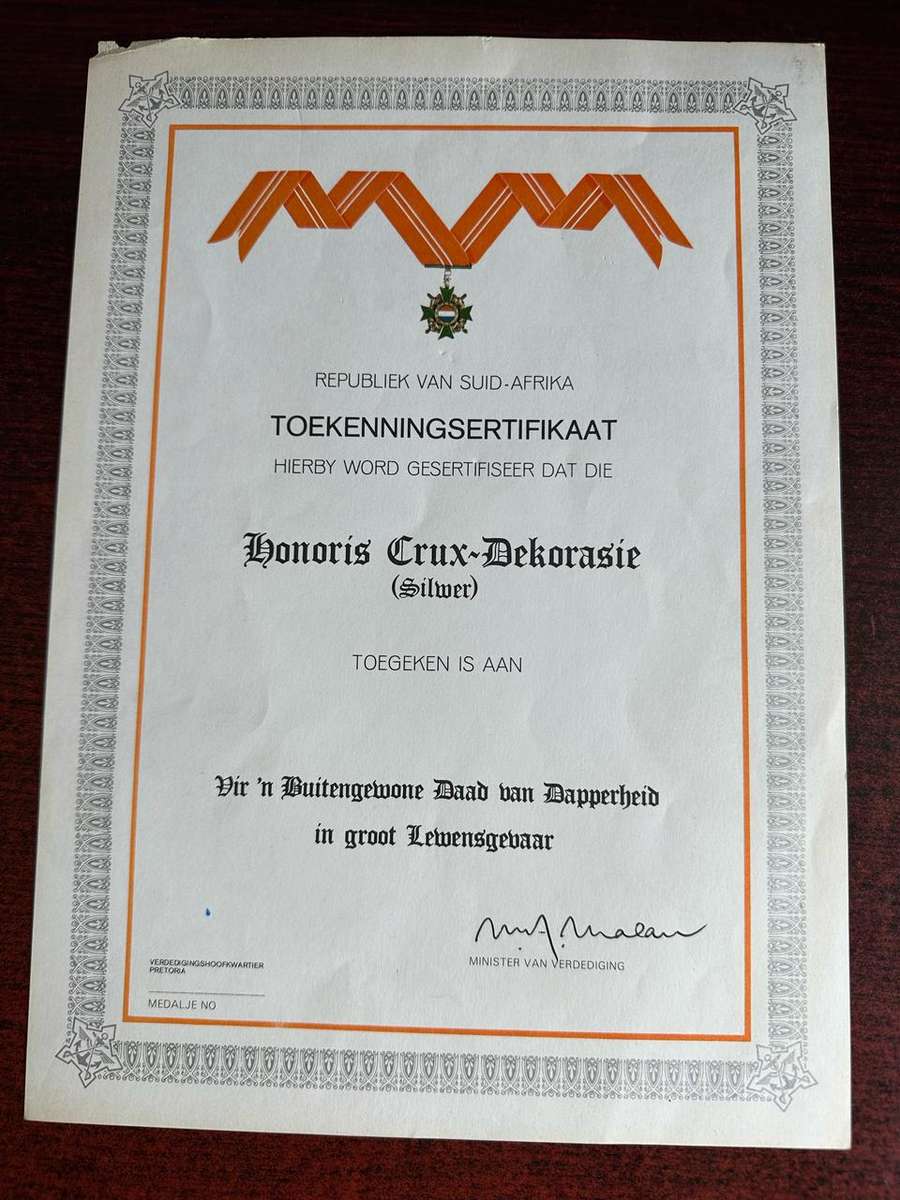 REPUBLIEK VAN SUID-AFRIKA
TOEKENNINGSERTIFIKAAT
HIERBY WORD GESERTIFISEER DAT DIE
Honoris Crux-Dekorasie
(Silwer)
TOEGEKEN IS AAN
Vir 'n Buitengewone Daad van Dapperheid
in groot Lewensgevaar
M.A. Malan
VERDEDIGINGSHOOFKWARTIER
PRETORIA
MINISTER VAN VERDEDIGING
MEDALJE NO